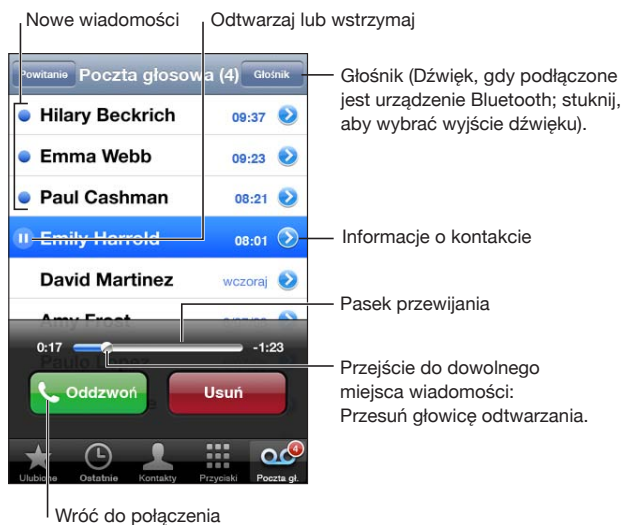 Nowe wiadomości
Odtwarzaj lub wstrzymaj
Powitanie
Poczta głosowa (4)
Głośnik
Głośnik (Dźwięk, gdy podłączone
jest urządzenie Bluetooth; stuknij,
aby wybrać wyjście dźwięku).
Hilary Beckrich 09:37
Emma Webb 09:23
Paul Cashman 08:21
Emily Harrold 08:01
Informacje o kontakcie
David Martinez wczoraj
Amy Frost
Pasek przewijania
0:17 -1:23
Paulo Lopez
Przejście do dowolnego
miejsca wiadomości:
Przesuń głowicę odtwarzania.
Oddzwoń
Usuń
4
Ulubione
Ostatnie
Kontakty
Przyciski
Poczta gł.
Wróć do połączenia